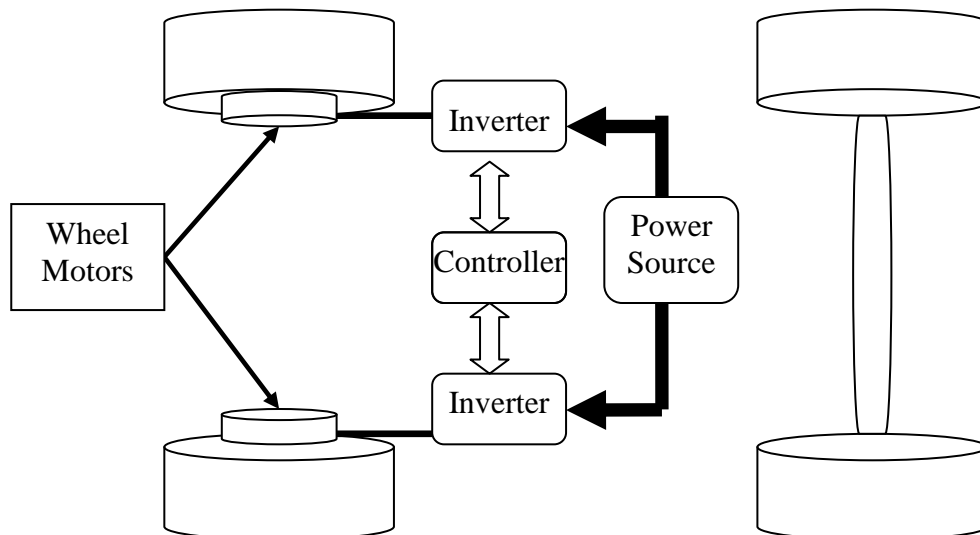 Inverter
Wheel
Motors
Power
Source
Controller
Inverter